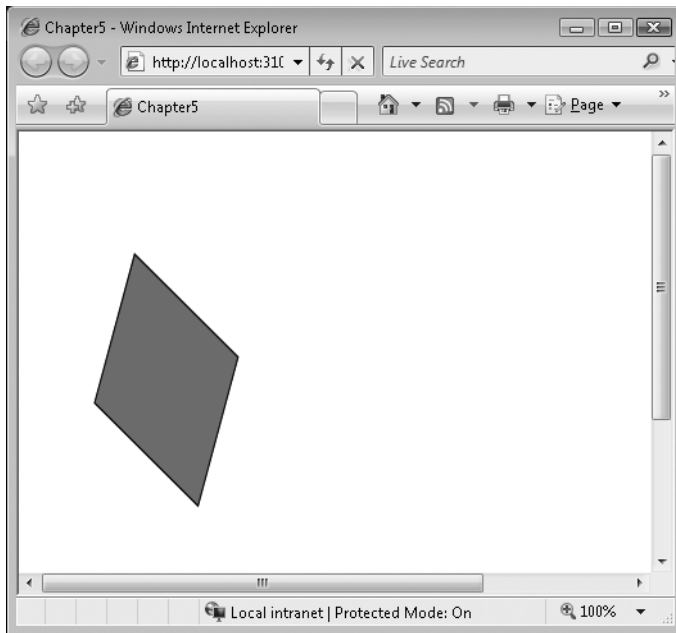 Chapter5 - Windows Internet Explorer
http://localhost:310
Live Search
Chapter5
Page
Local intranet | Protected Mode: On
100%